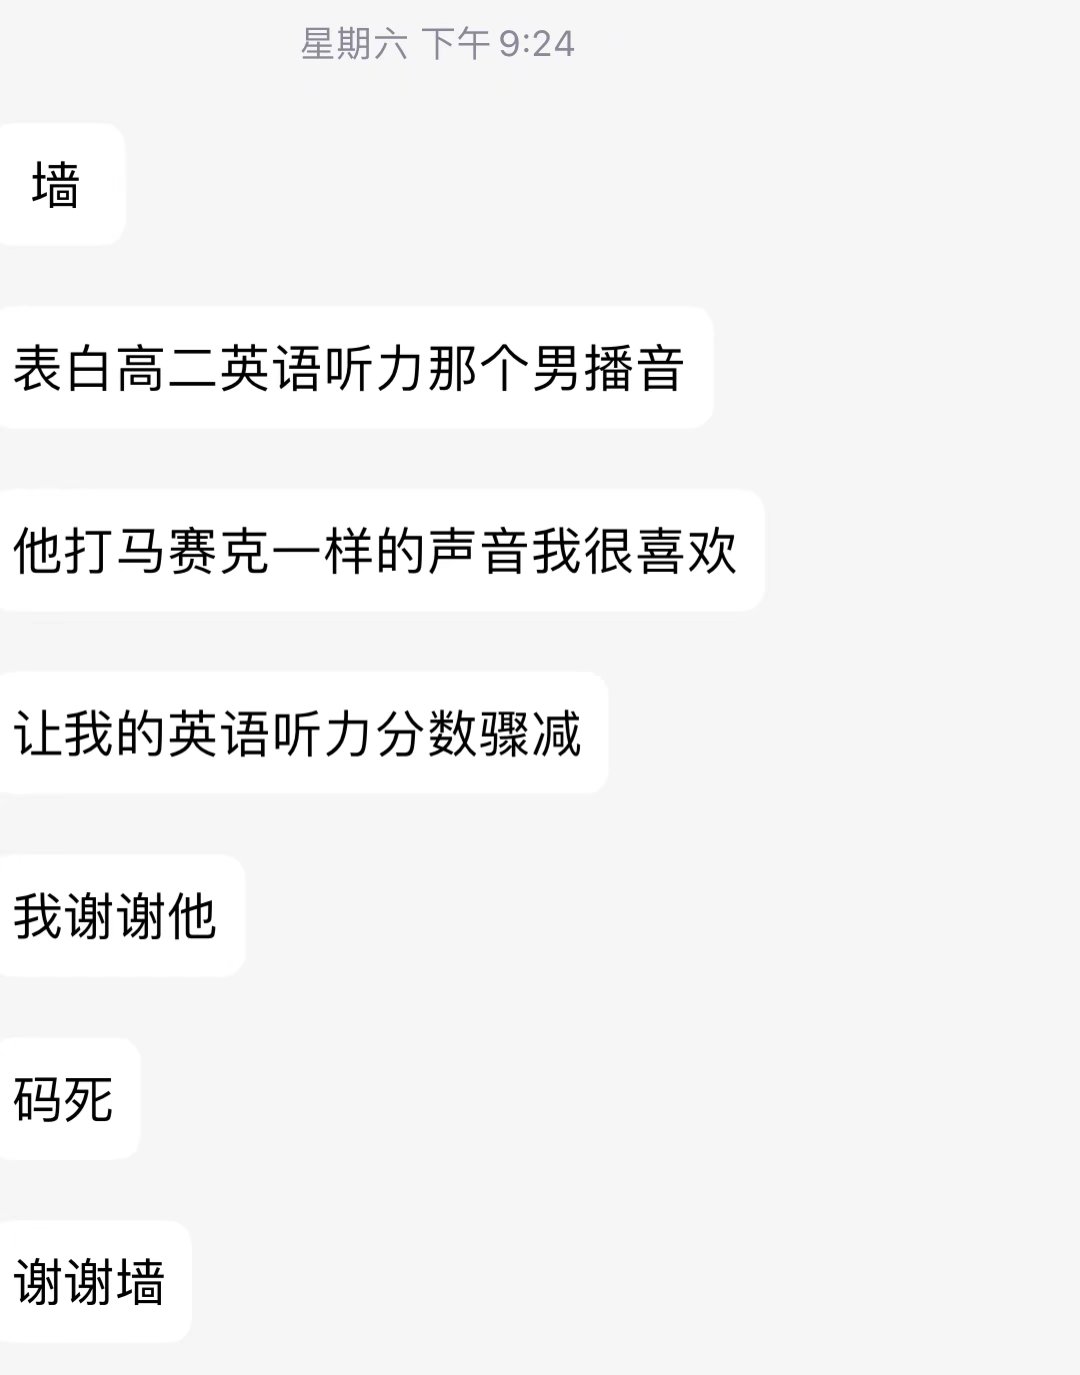 星期六 下午 9:24
墙
表白高二英语听力那个男播音
他打马赛克一样的声音我很喜欢
让我的英语听力分数骤减
我谢谢他
码死
谢谢墙